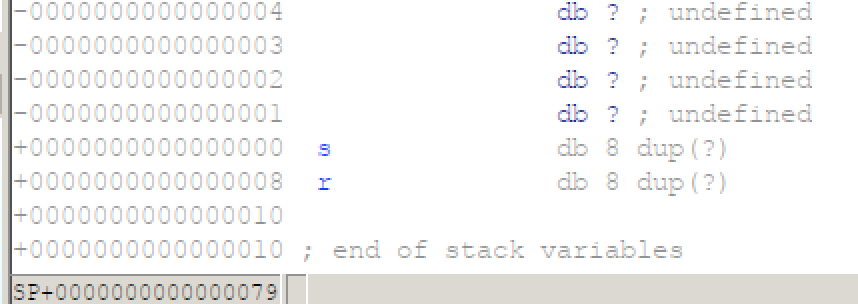 -0000000000000004 db ? ; undefined
-0000000000000003 db ? ; undefined
-0000000000000002 db ? ; undefined
-0000000000000001 db ? ; undefined
+0000000000000000 s db 8 dup(?)
+0000000000000008 r db 8 dup(?)
+0000000000000010
+0000000000000010 ; end of stack variables
SP+0000000000000079